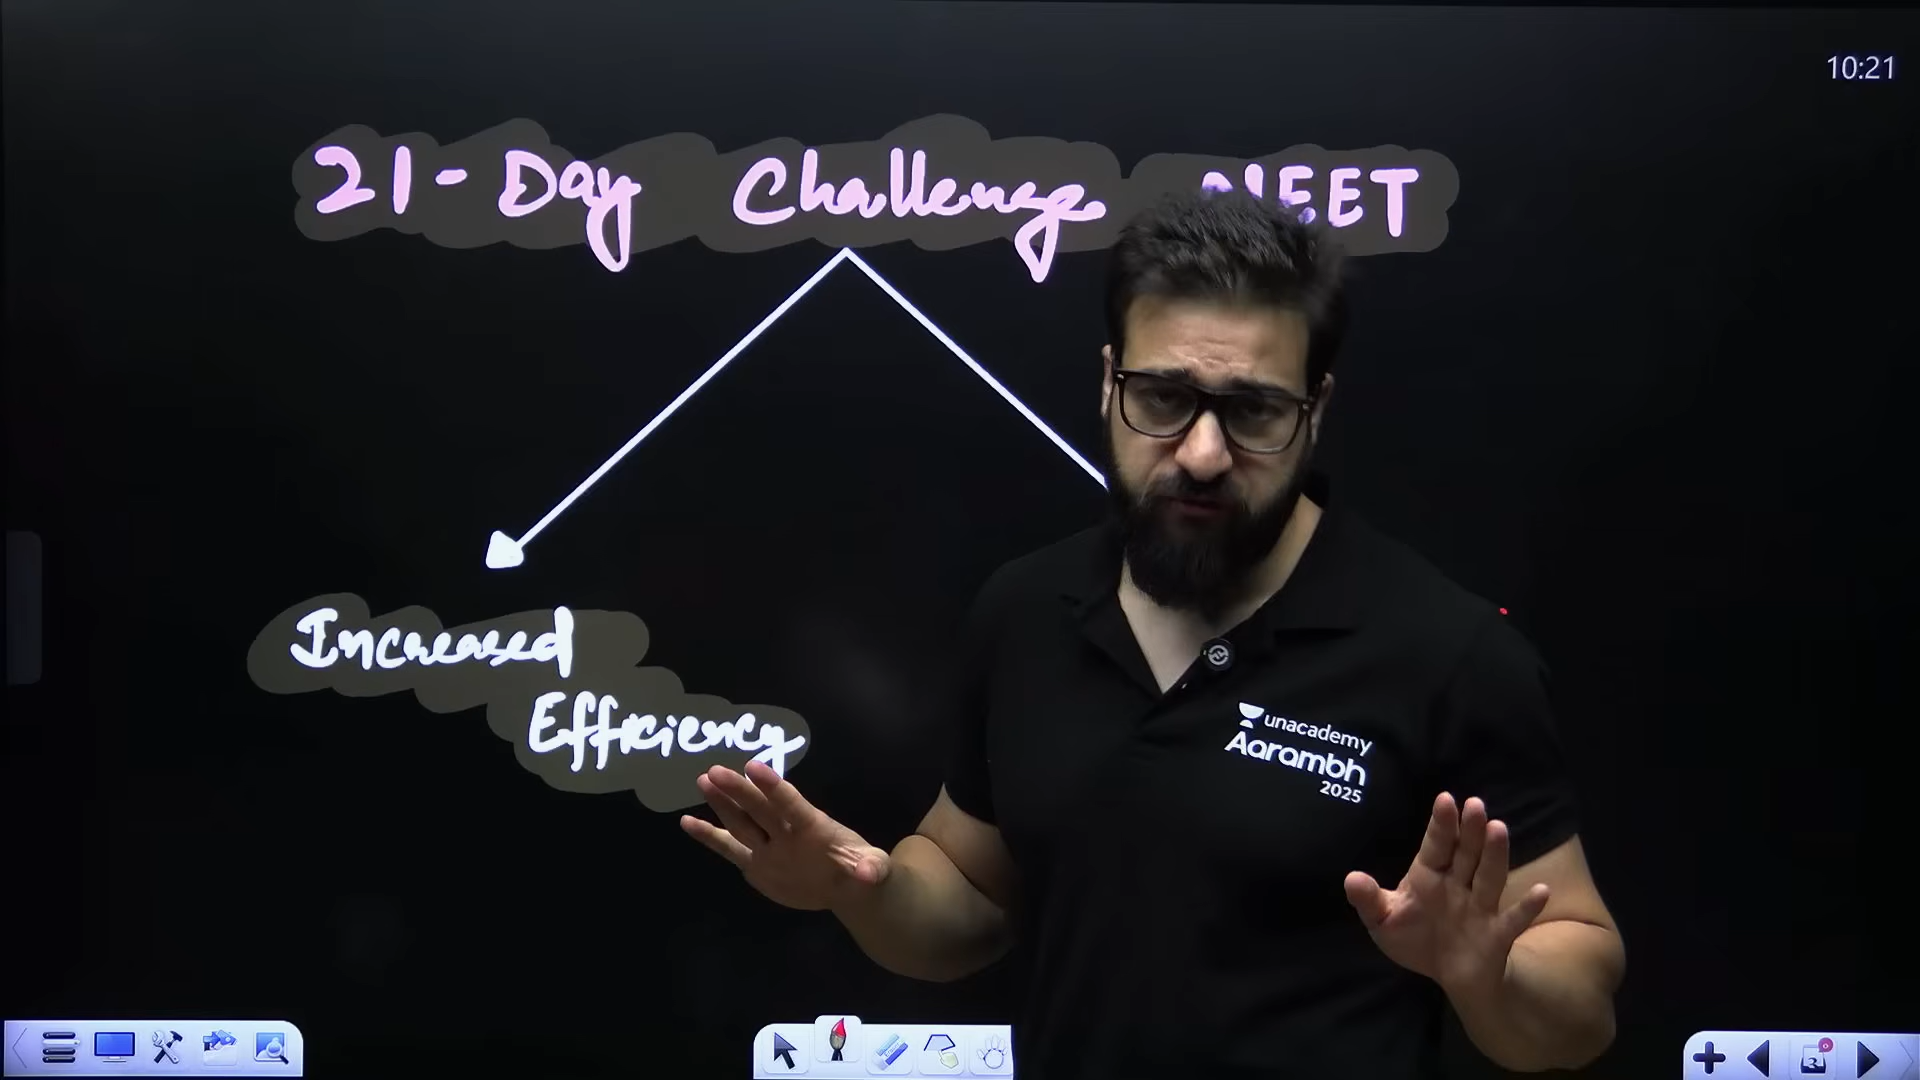 10:21
21-Day Challenge NEET
Increased
Efficiency
unacademy
Aarambh
2025